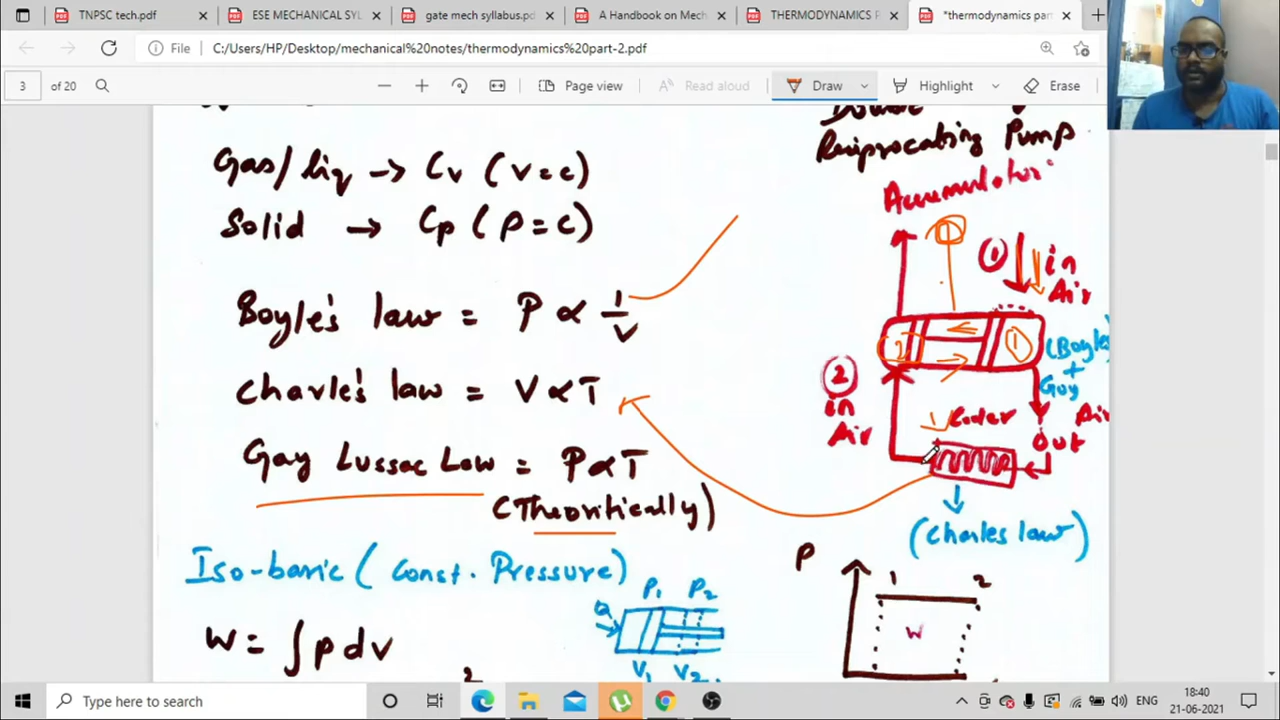 TNPSC tech.pdf
ESE MECHANICAL SYL
gate mech syllabus.pd
A Handbook on Mech
THERMODYNAMICS P
*thermodynamics par
File
C:/Users/HP/Desktop/mechanical%20notes/thermodynamics%20part-2.pdf
3 of 20
Page view
Read aloud
Draw
Highlight
Erase
Reciprocating Pump
Accumulator
Gas/liq → Cv (V=C)
Solid → Cp (P=C)
Boyle's law = P ∝ 1/V
Charle's law = V ∝ T
Gay Lussac Law = P ∝ T
(Theoritically)
1
1 in
Air
2
1
(Boyles
+
Gay
2
in
Air
Air
Out
(Charles law)
Iso-baric (Const. Pressure)
P1 P2
Q
V1 V2
W = ∫ p dv
2
P
1 2
W
Type here to search
ENG
18:40
21-06-2021